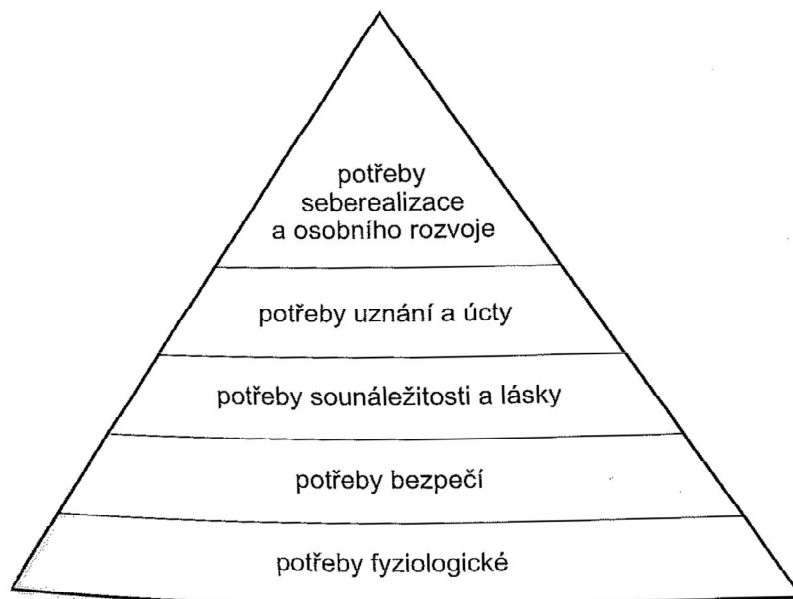 potřeby
seberealizace
a osobního rozvoje
potřeby uznání a úcty
potřeby sounáležitosti a lásky
potřeby bezpečí
potřeby fyziologické